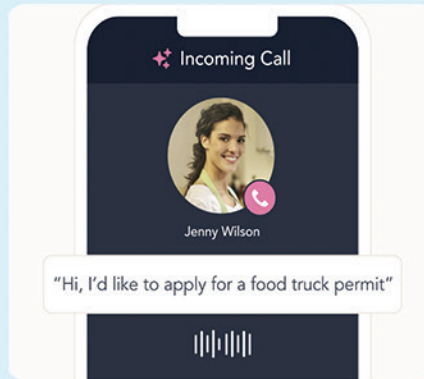 Incoming Call
Jenny Wilson
“Hi, I’d like to apply for a food truck permit”